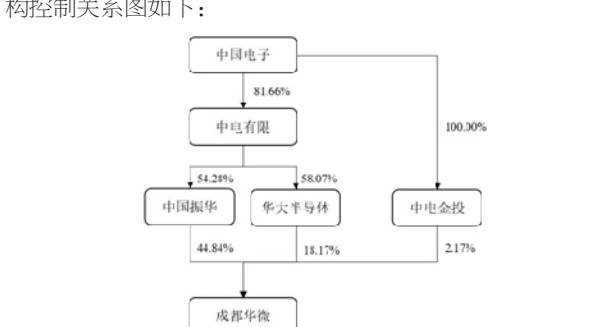 构控制关系图如下：
中国电子
81.66%
中电有限
100.00%
54.28%
58.07%
中国振华
华大半导体
中电金投
44.84%
18.17%
2.17%
成都华微